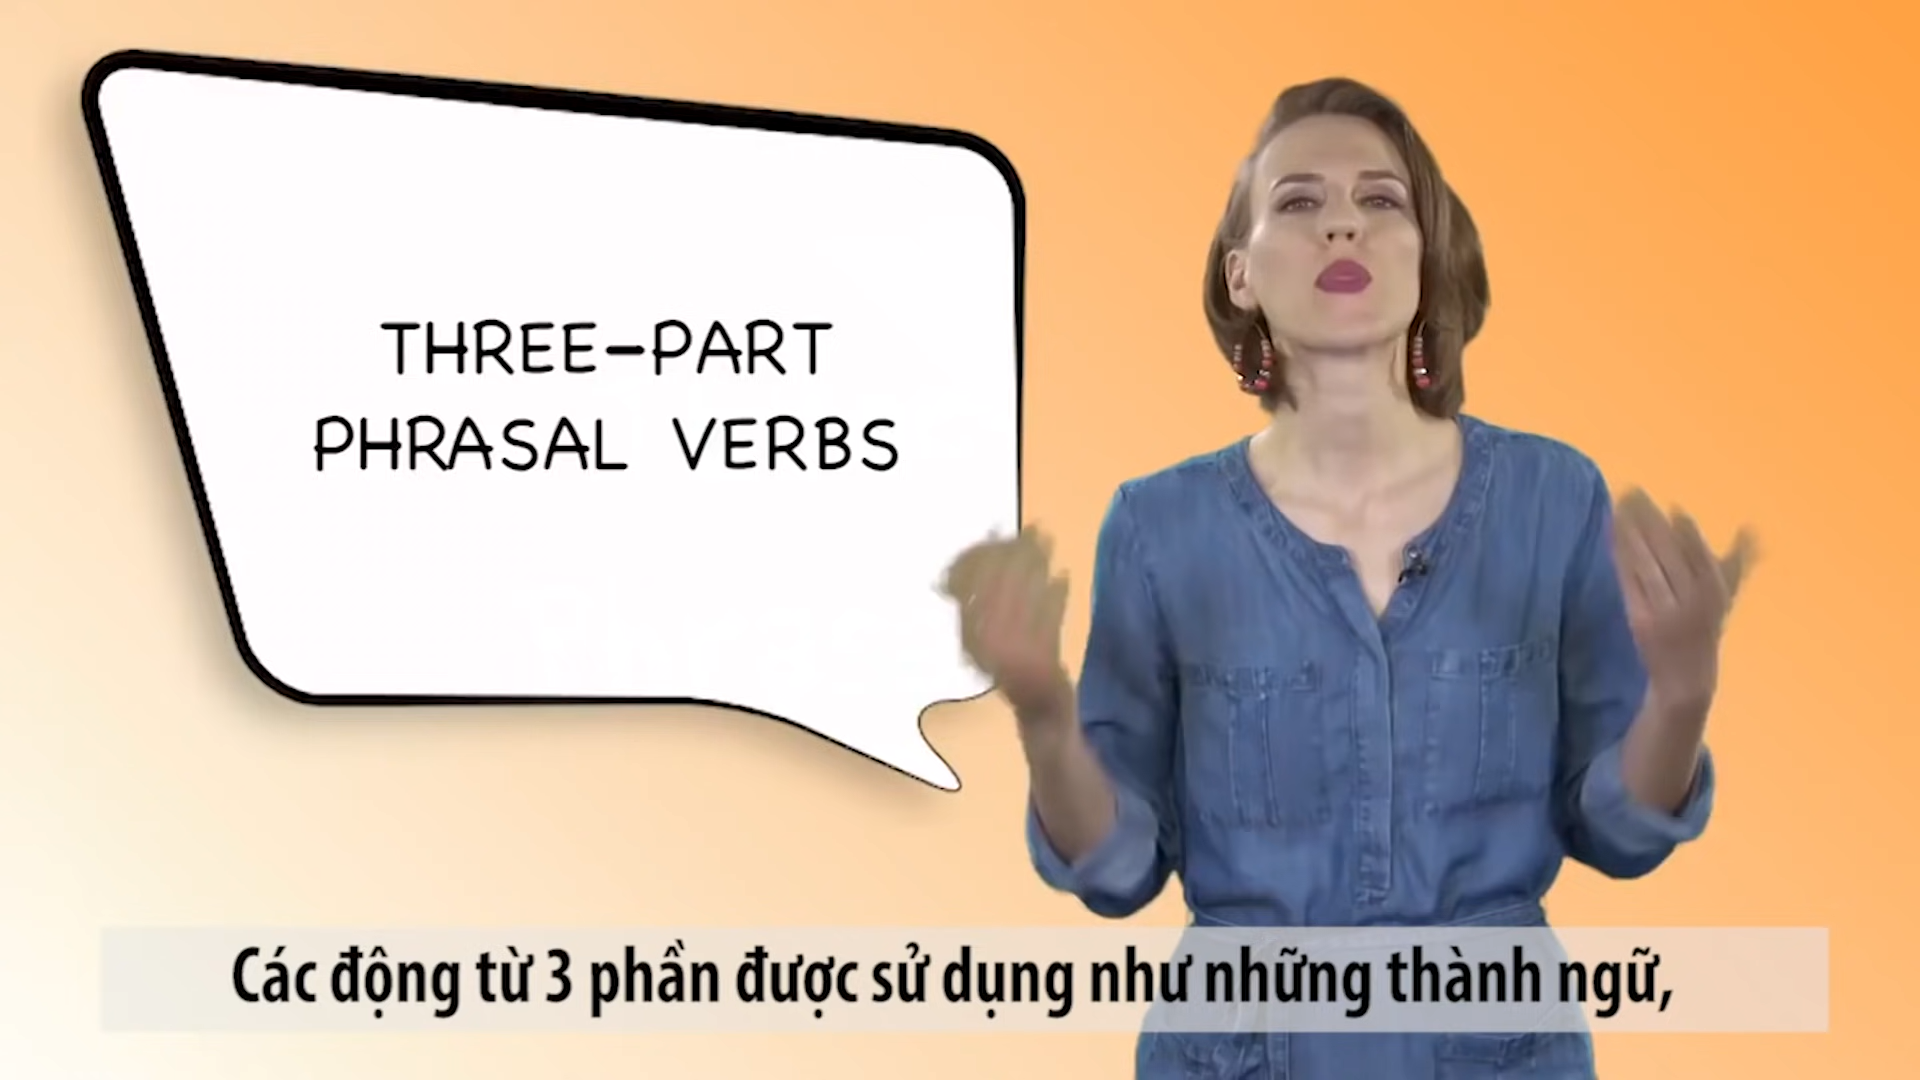 THREE-PART
PHRASAL VERBS
Các động từ 3 phần được sử dụng như những thành ngữ,